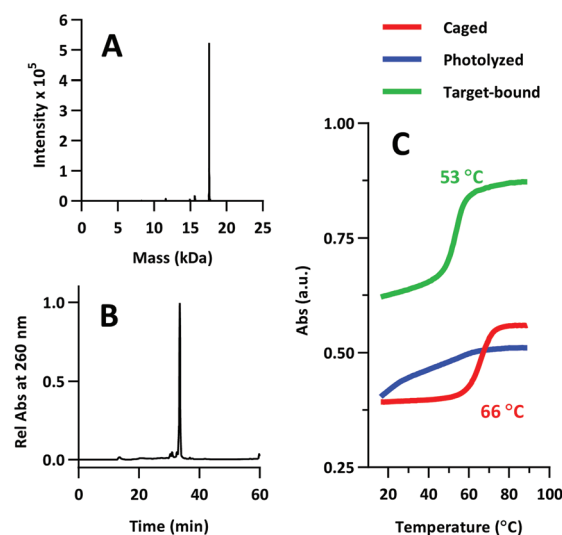 A
Intensity x 10⁵
6
5
4
3
2
1
0
0 5 10 15 20 25
Mass (kDa)
B
Rel Abs at 260 nm
1.0
0.5
0.0
0 20 40 60
Time (min)
Caged
Photolyzed
Target-bound
C
Abs (a.u.)
1.00
0.75
0.50
0.25
53 °C
66 °C
20 40 60 80 100
Temperature (°C)